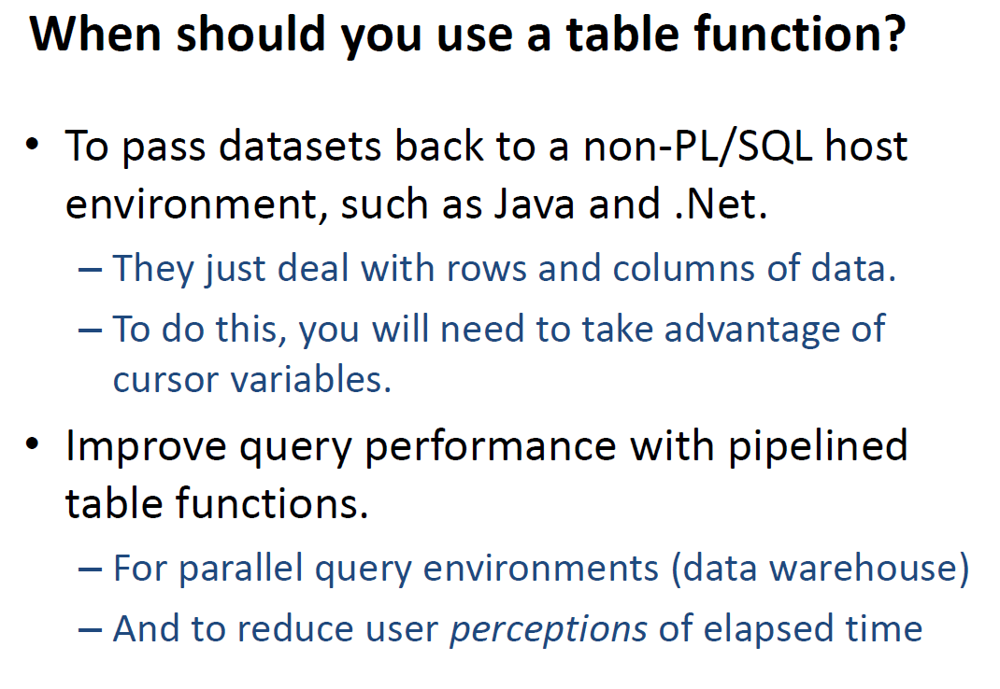 When should you use a table function?
• To pass datasets back to a non-PL/SQL host
environment, such as Java and .Net.
– They just deal with rows and columns of data.
– To do this, you will need to take advantage of
cursor variables.
• Improve query performance with pipelined
table functions.
– For parallel query environments (data warehouse)
– And to reduce user perceptions of elapsed time